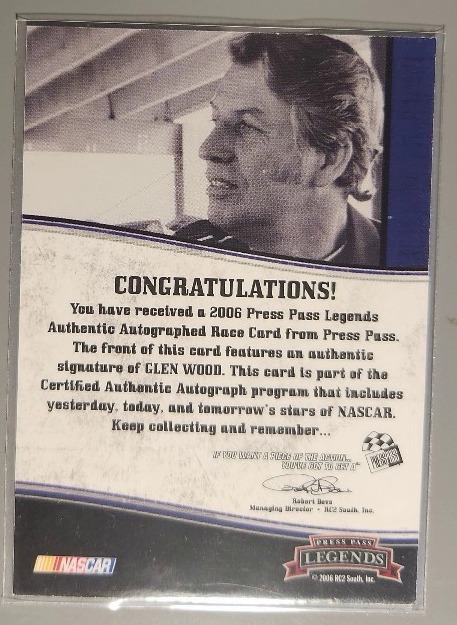 CONGRATULATIONS!
You have received a 2006 Press Pass Legends
Authentic Autographed Race Card from Press Pass.
The front of this card features an authentic
signature of GLEN WOOD. This card is part of the
Certified Authentic Autograph program that includes
yesterday, today, and tomorrow's stars of NASCAR.
Keep collecting and remember...
IF YOU WANT A PIECE OF THE ACTION...
YOU'VE GOT TO GET A
PRESS PASS
Robert Bove
Managing Director • RC2 South, Inc.
NASCAR
PRESS PASS
LEGENDS
© 2006 RC2 South, Inc.